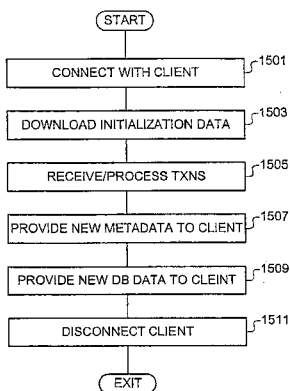 START
CONNECT WITH CLIENT
1501
DOWNLOAD INITIALIZATION DATA
1503
RECEIVE/PROCESS TXNS
1505
PROVIDE NEW METADATA TO CLIENT
1507
PROVIDE NEW DB DATA TO CLEINT
1509
DISCONNECT CLIENT
1511
EXIT